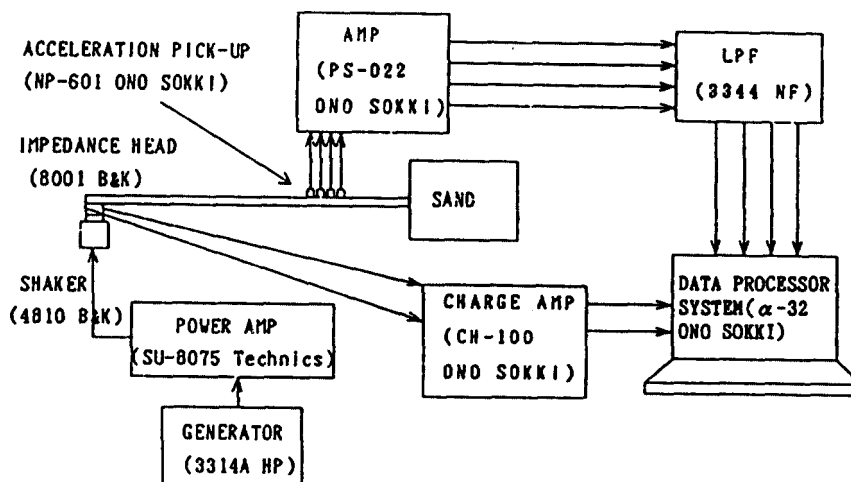 ACCELERATION PICK-UP
(NP-601 ONO SOKKI)
AMP
(PS-022
ONO SOKKI)
LPF
(3344 NF)
IMPEDANCE HEAD
(8001 B&K)
SAND
SHAKER
(4810 B&K)
POWER AMP
(SU-8075 Technics)
GENERATOR
(3314A HP)
CHARGE AMP
(CH-100
ONO SOKKI)
DATA PROCESSOR
SYSTEM(α-32
ONO SOKKI)